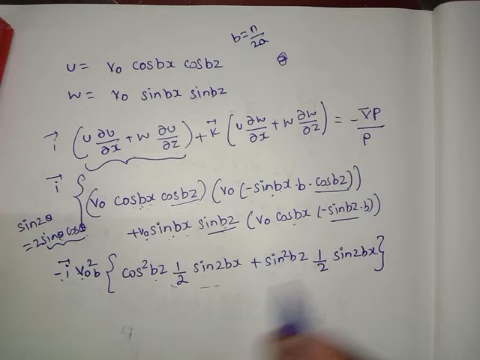 b = n/2a
u = v₀ cosbx cosbz
w = v₀ sinbx sinbz
i⃗ (u ∂u/∂x + w ∂u/∂z) + k⃗ (u ∂w/∂x + w ∂w/∂z) = -∇P/ρ
i⃗ { (v₀ cosbx cosbz) (v₀ (-sinbx·b·cosbz))
+ v₀ sinbx sinbz (v₀ cosbx (-sinbz·b))
sin2θ
= 2sinθ cosθ
-i⃗ v₀² b { cos²bz 1/2 sin2bx + sin²bz 1/2 sin2bx }